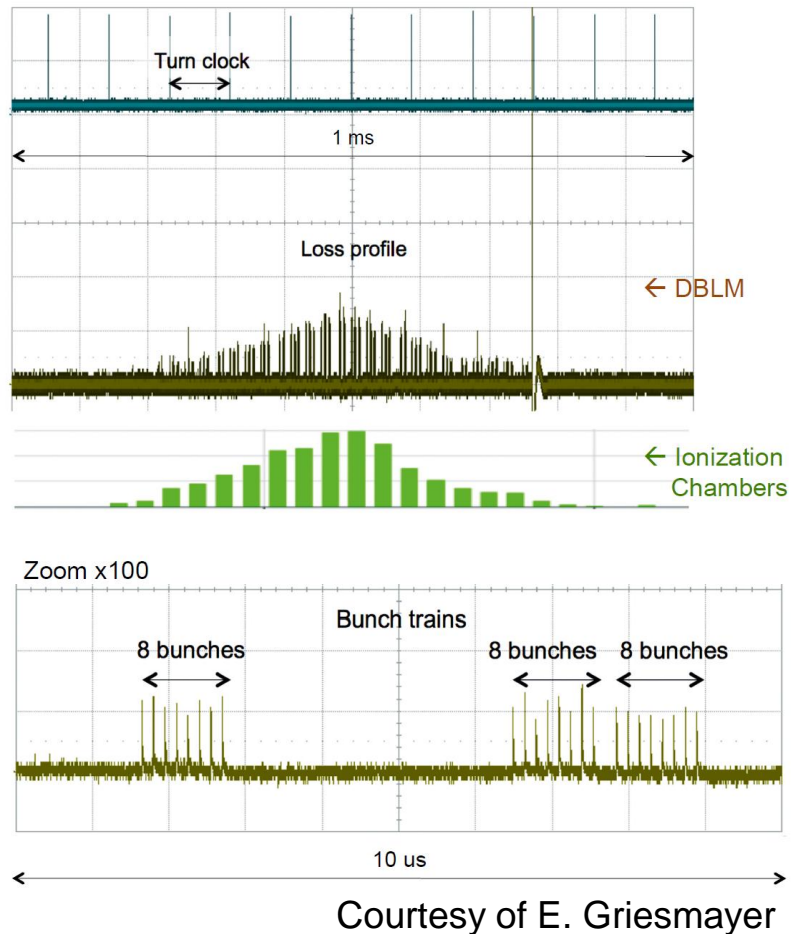 Turn clock
1 ms
Loss profile
← DBLM
← Ionization
Chambers
Zoom x100
Bunch trains
8 bunches
8 bunches
8 bunches
10 us
Courtesy of E. Griesmayer